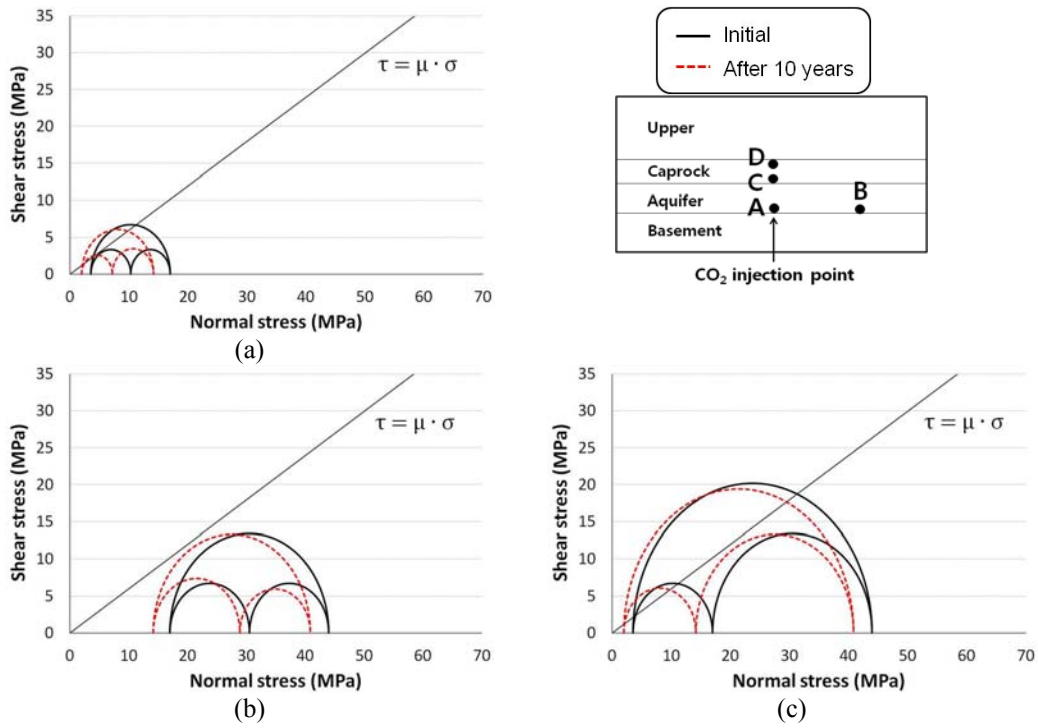 35
30
25
20
15
10
5
0
Shear stress (MPa)
τ = μ · σ
0 10 20 30 40 50 60 70
Normal stress (MPa)
(a)
Initial
After 10 years
Upper
D
Caprock
C
B
Aquifer
A
Basement
CO₂ injection point
35
30
25
20
15
10
5
0
Shear stress (MPa)
τ = μ · σ
0 10 20 30 40 50 60 70
Normal stress (MPa)
(b)
35
30
25
20
15
10
5
0
Shear stress (MPa)
τ = μ · σ
0 10 20 30 40 50 60 70
Normal stress (MPa)
(c)